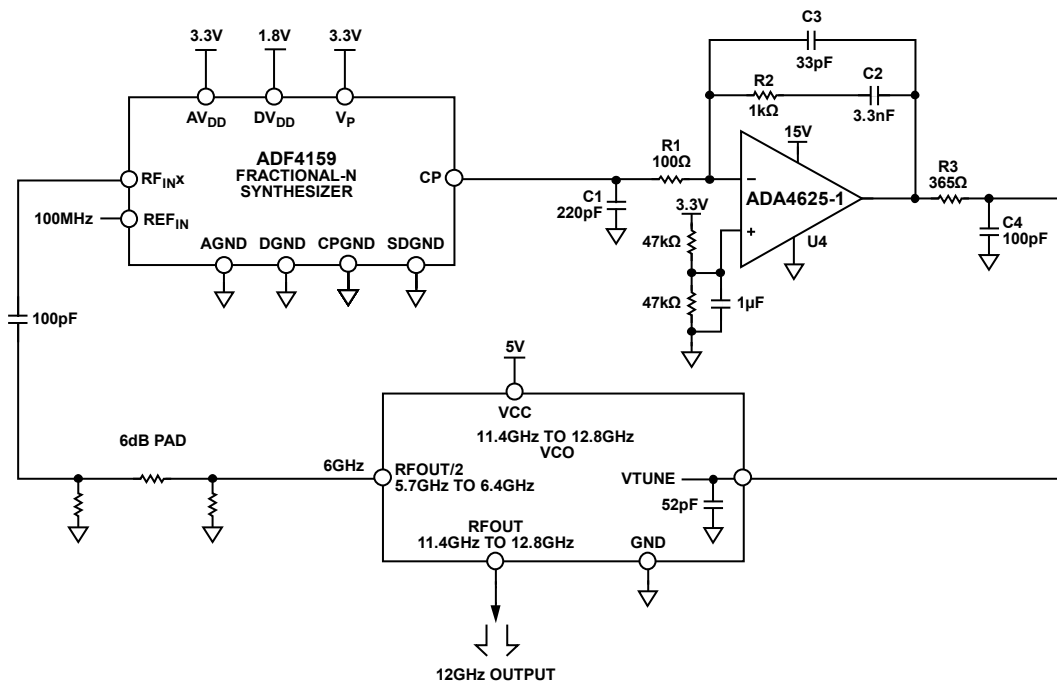 3.3V
1.8V
3.3V
AVDD
DVDD
VP
ADF4159
FRACTIONAL-N
SYNTHESIZER
RFINX
100MHz
REFIN
CP
AGND
DGND
CPGND
SDGND
100pF
C1
220pF
R1
100Ω
C3
33pF
R2
1kΩ
C2
3.3nF
15V
−
+
ADA4625-1
U4
3.3V
47kΩ
47kΩ
1µF
R3
365Ω
C4
100pF
6dB PAD
6GHz
5V
VCC
11.4GHz TO 12.8GHz
VCO
RFOUT/2
5.7GHz TO 6.4GHz
VTUNE
52pF
RFOUT
11.4GHz TO 12.8GHz
GND
12GHz OUTPUT